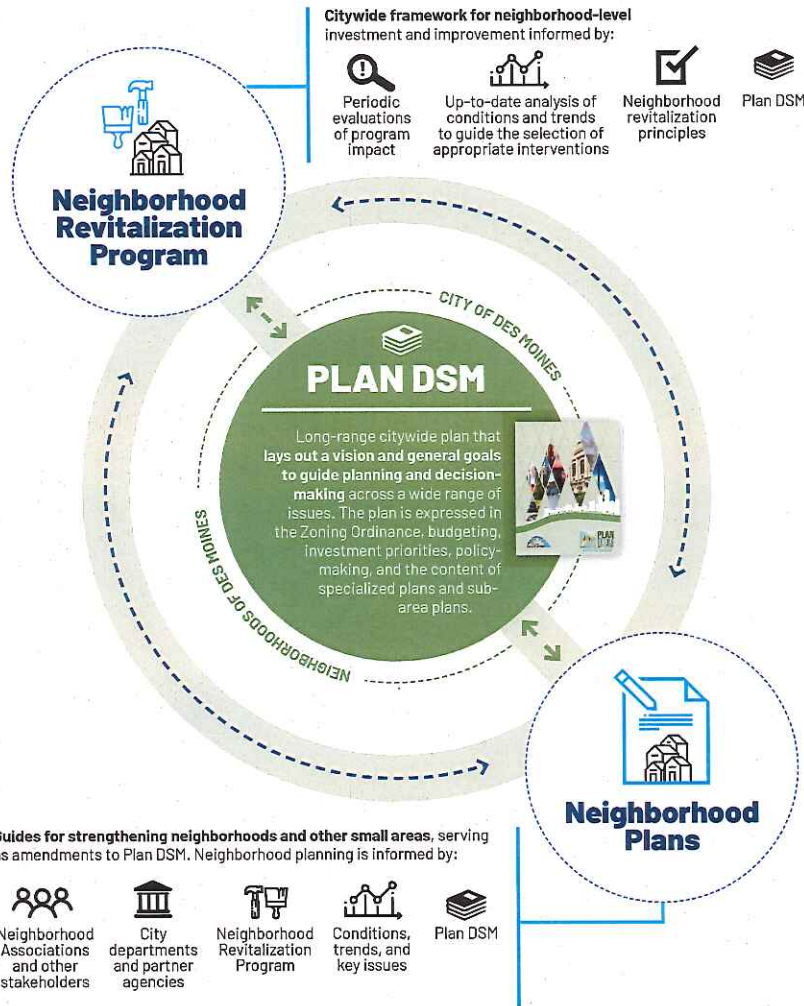 Citywide framework for neighborhood-level
investment and improvement informed by:
Periodic
evaluations
of program
impact
Up-to-date analysis of
conditions and trends
to guide the selection of
appropriate interventions
Neighborhood
revitalization
principles
Plan DSM
Neighborhood
Revitalization
Program
CITY OF DES MOINES
PLAN DSM
Long-range citywide plan that
lays out a vision and general goals
to guide planning and decision-
making across a wide range of
issues. The plan is expressed in
the Zoning Ordinance, budgeting,
investment priorities, policy-
making, and the content of
specialized plans and sub-
area plans.
PLAN
NEIGHBORHOODS OF DES MOINES
Neighborhood
Plans
Guides for strengthening neighborhoods and other small areas, serving
as amendments to Plan DSM. Neighborhood planning is informed by:
Neighborhood
Associations
and other
stakeholders
City
departments
and partner
agencies
Neighborhood
Revitalization
Program
Conditions,
trends, and
key issues
Plan DSM